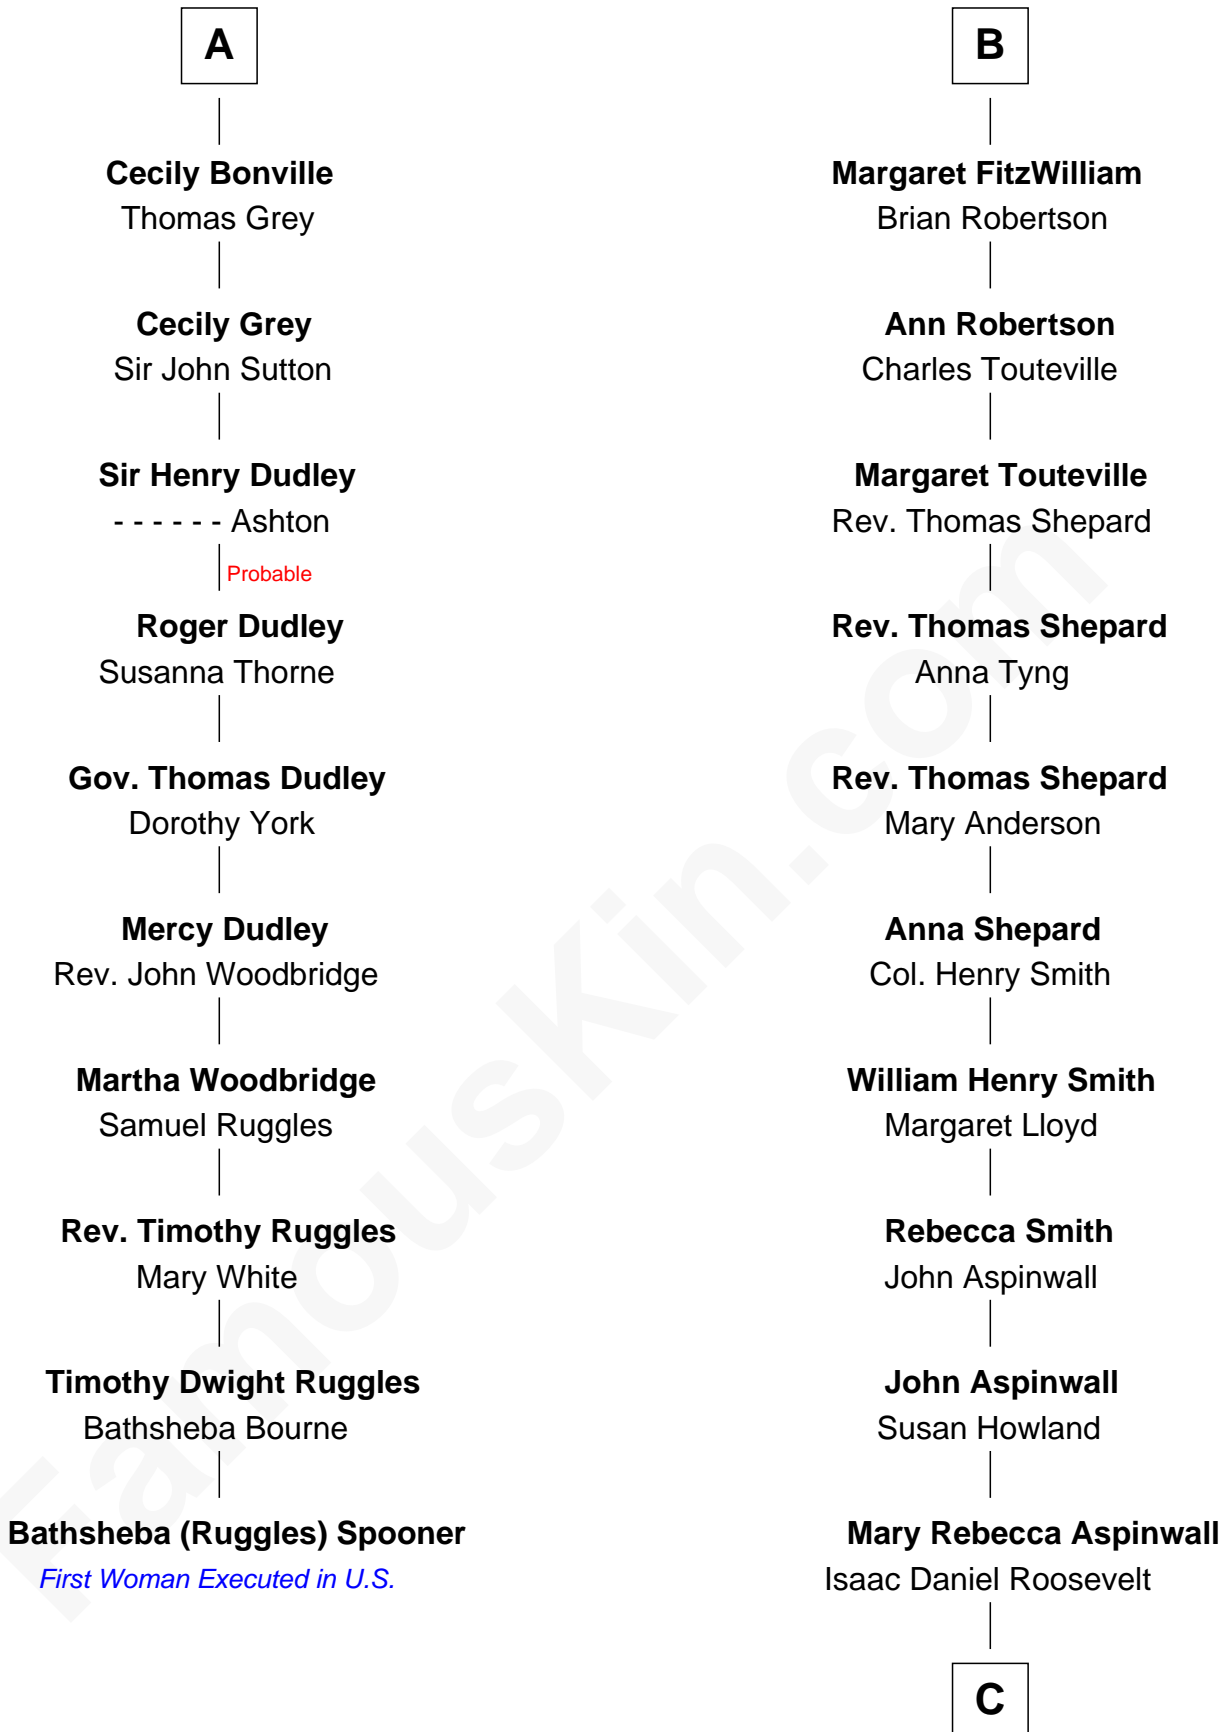 A
Cecily Bonville
Thomas Grey
Cecily Grey
Sir John Sutton
Sir Henry Dudley
- - - - - - Ashton
Probable
Roger Dudley
Susanna Thorne
Gov. Thomas Dudley
Dorothy York
Mercy Dudley
Rev. John Woodbridge
Martha Woodbridge
Samuel Ruggles
Rev. Timothy Ruggles
Mary White
Timothy Dwight Ruggles
Bathsheba Bourne
Bathsheba (Ruggles) Spooner
First Woman Executed in U.S.
B
Margaret FitzWilliam
Brian Robertson
Ann Robertson
Charles Touteville
Margaret Touteville
Rev. Thomas Shepard
Rev. Thomas Shepard
Anna Tyng
Rev. Thomas Shepard
Mary Anderson
Anna Shepard
Col. Henry Smith
William Henry Smith
Margaret Lloyd
Rebecca Smith
John Aspinwall
John Aspinwall
Susan Howland
Mary Rebecca Aspinwall
Isaac Daniel Roosevelt
C
FamousKin.com